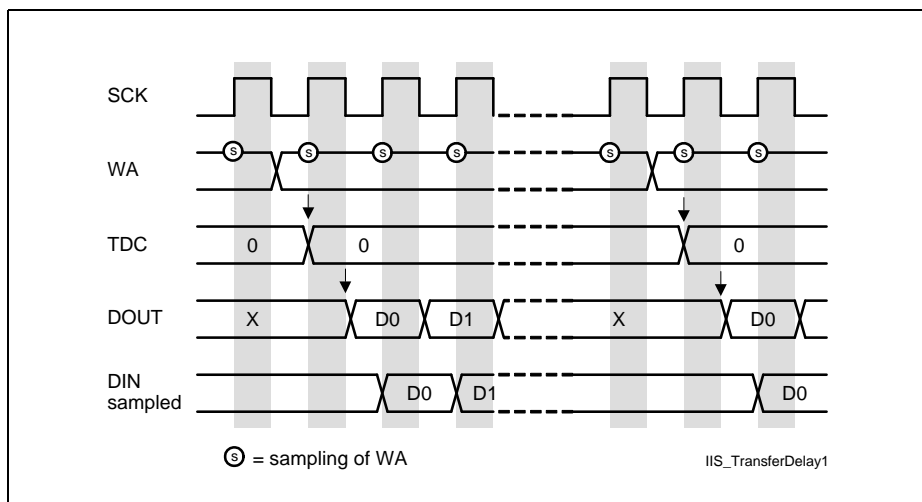 SCK
S S S S S S S
WA
TDC 0 0 0
DOUT X D0 D1 X D0
DIN
sampled D0 D1 D0
S = sampling of WA
IIS_TransferDelay1